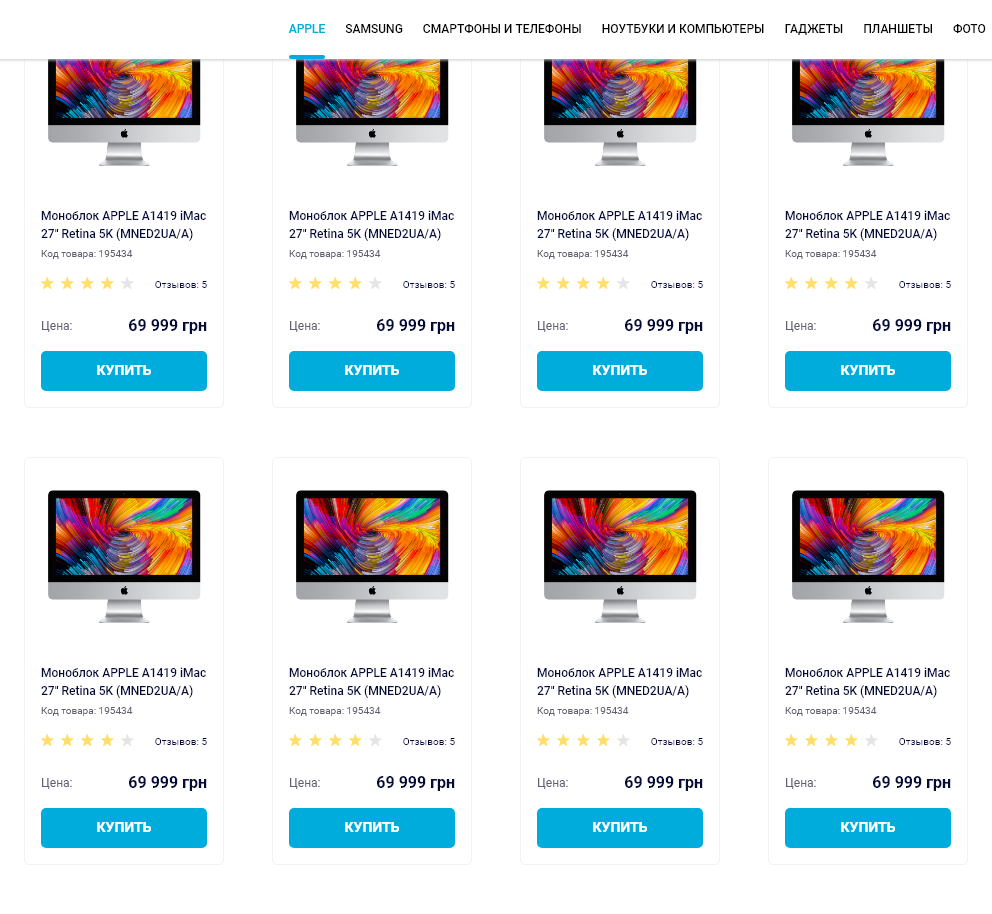 APPLE SAMSUNG СМАРТФОНЫ И ТЕЛЕФОНЫ НОУТБУКИ И КОМПЬЮТЕРЫ ГАДЖЕТЫ ПЛАНШЕТЫ ФОТО
Моноблок APPLE A1419 iMac
27" Retina 5K (MNED2UA/A)
Код товара: 195434
Отзывов: 5
Цена: 69 999 грн
КУПИТЬ
Моноблок APPLE A1419 iMac
27" Retina 5K (MNED2UA/A)
Код товара: 195434
Отзывов: 5
Цена: 69 999 грн
КУПИТЬ
Моноблок APPLE A1419 iMac
27" Retina 5K (MNED2UA/A)
Код товара: 195434
Отзывов: 5
Цена: 69 999 грн
КУПИТЬ
Моноблок APPLE A1419 iMac
27" Retina 5K (MNED2UA/A)
Код товара: 195434
Отзывов: 5
Цена: 69 999 грн
КУПИТЬ
Моноблок APPLE A1419 iMac
27" Retina 5K (MNED2UA/A)
Код товара: 195434
Отзывов: 5
Цена: 69 999 грн
КУПИТЬ
Моноблок APPLE A1419 iMac
27" Retina 5K (MNED2UA/A)
Код товара: 195434
Отзывов: 5
Цена: 69 999 грн
КУПИТЬ
Моноблок APPLE A1419 iMac
27" Retina 5K (MNED2UA/A)
Код товара: 195434
Отзывов: 5
Цена: 69 999 грн
КУПИТЬ
Моноблок APPLE A1419 iMac
27" Retina 5K (MNED2UA/A)
Код товара: 195434
Отзывов: 5
Цена: 69 999 грн
КУПИТЬ